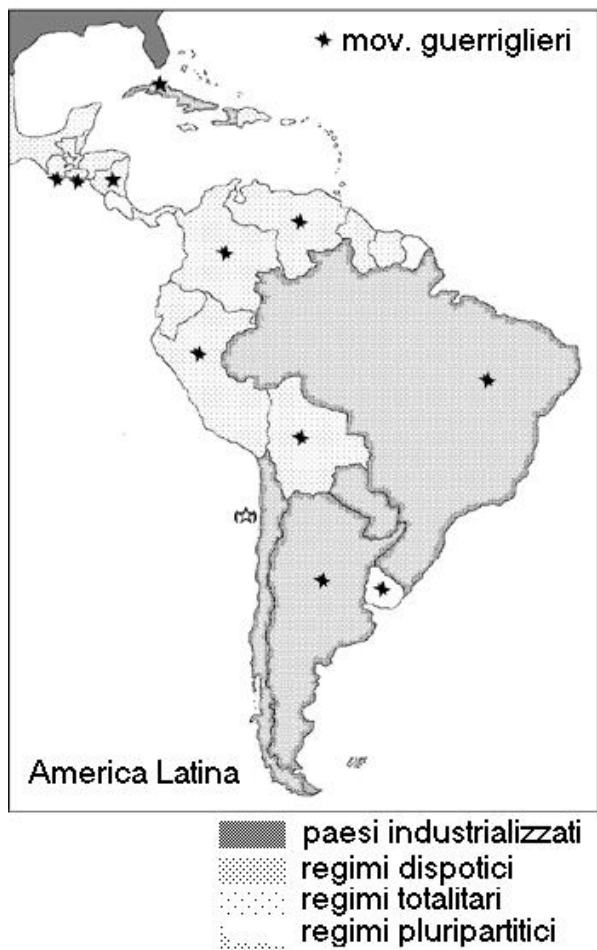 mov. guerriglieri
America Latina
paesi industrializzati
regimi dispotici
regimi totalitari
regimi pluripartitici